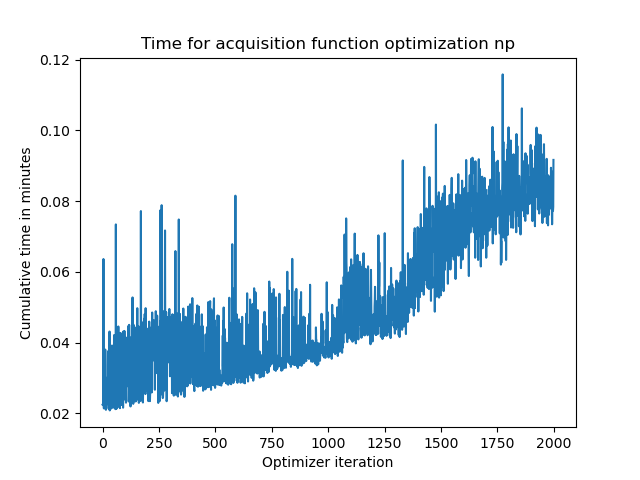 Time for acquisition function optimization np
Cumulative time in minutes
0.12
0.10
0.08
0.06
0.04
0.02
0 250 500 750 1000 1250 1500 1750 2000
Optimizer iteration